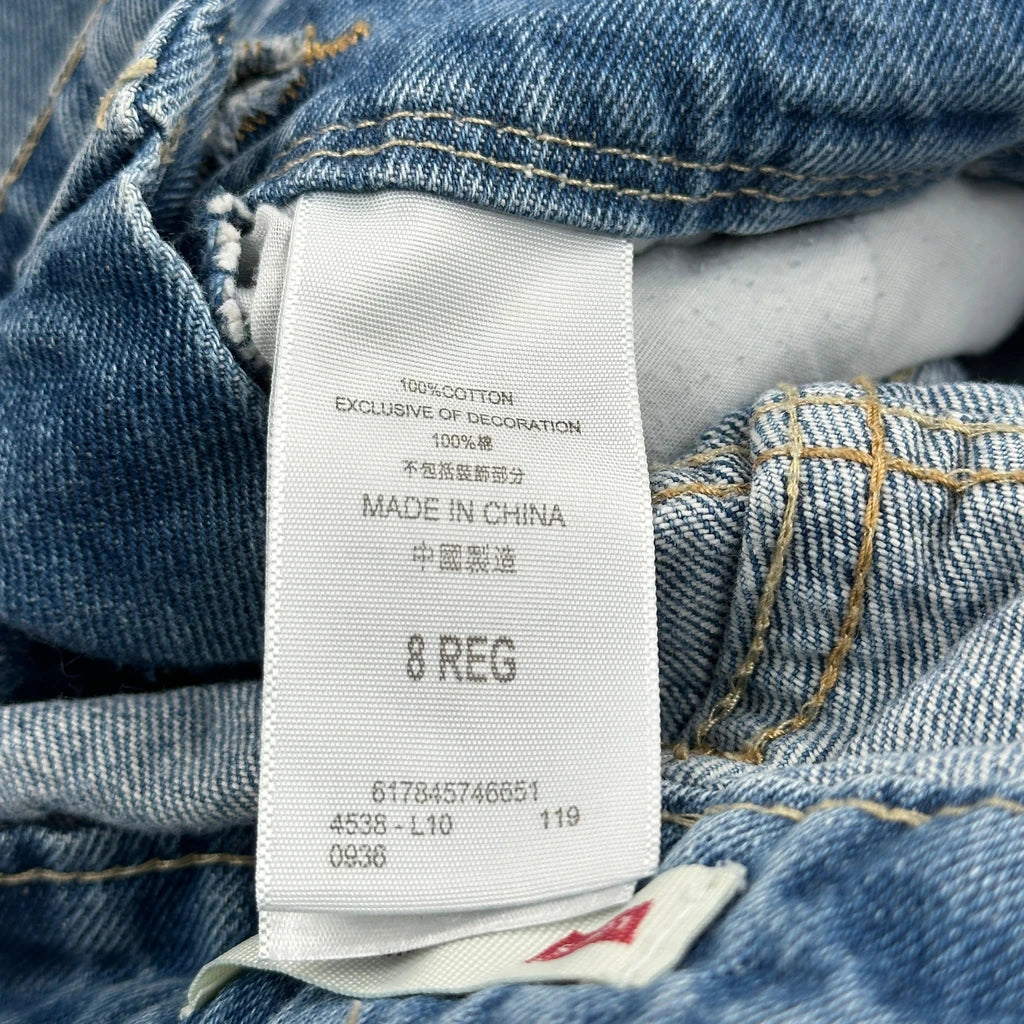 100%COTTON
EXCLUSIVE OF DECORATION
100%棉
不包括裝飾部分
MADE IN CHINA
中國製造
8 REG
617845746651
4538 - L10 119
0936